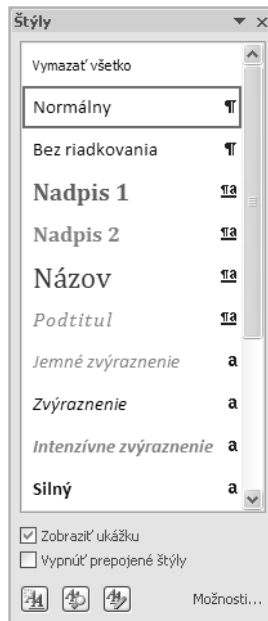 Štýly
Vymazať všetko
Normálny ¶
Bez riadkovania ¶
Nadpis 1 ¶a
Nadpis 2 ¶a
Názov ¶a
Podtitul ¶a
Jemné zvýraznenie a
Zvýraznenie a
Intenzívne zvýraznenie a
Silný a
Zobraziť ukážku
Vypnúť prepojené štýly
Možnosti...